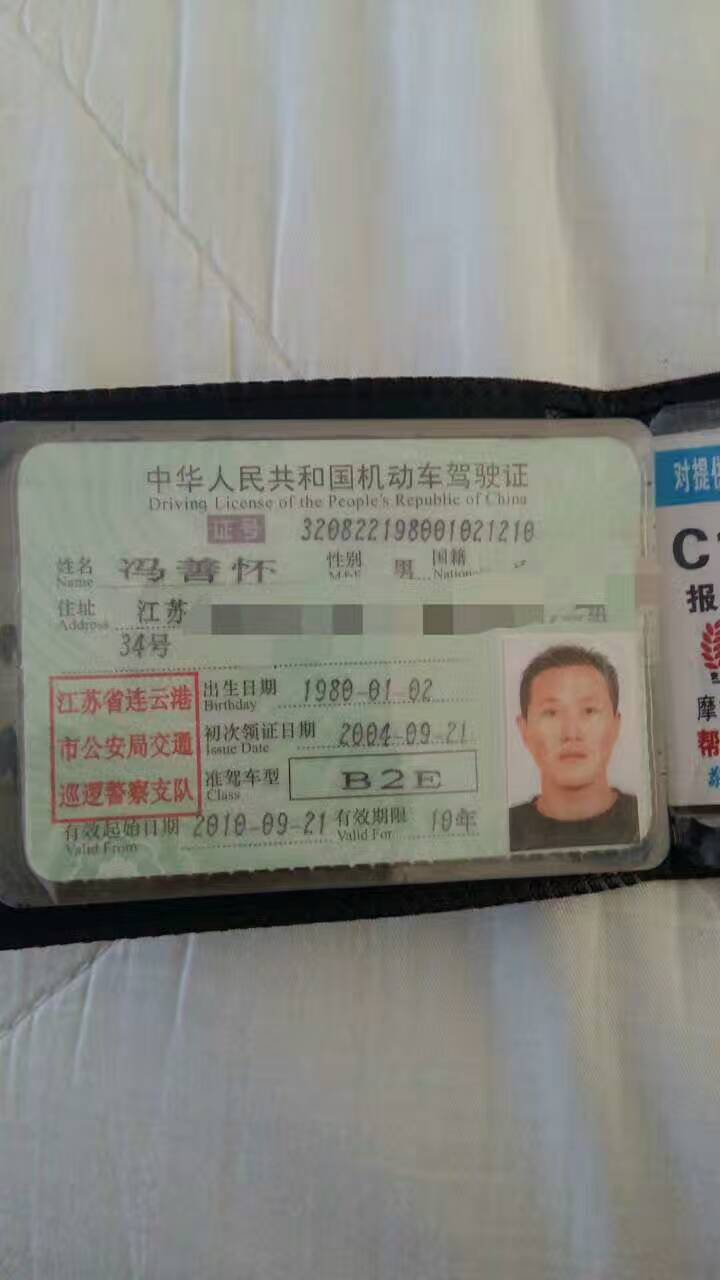 中华人民共和国机动车驾驶证
Driving License of the People's Republic of China
证号 320822198001021210
姓名 冯善怀 性别 男 国籍
Name M&F Nation
住址 江苏
Address
34号
江苏省连云港
市公安局交通
巡逻警察支队
出生日期 1980-01-02
Birthday
初次领证日期 2004-09-21
Issue Date
准驾车型 B2E
Class
有效起始日期 2010-09-21 有效期限 10年
Valid From Valid For
对提
C1
报
摩
帮